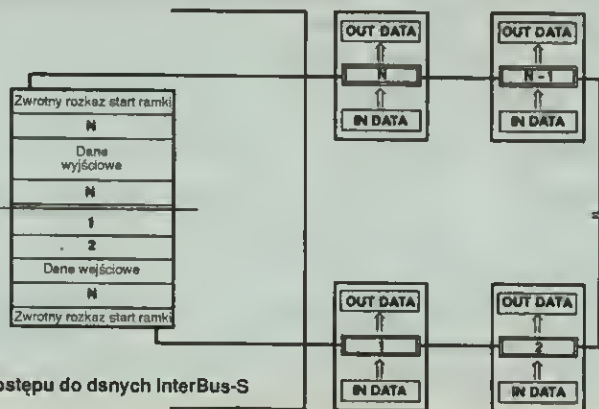 OUT DATA
N
IN DATA
OUT DATA
N - 1
IN DATA
Zwrotny rozkaz start ramki
N
Dane
wyjściowe
N
1
2
Dane wejściowe
N
Zwrotny rozkaz start ramki
OUT DATA
1
IN DATA
OUT DATA
2
IN DATA
ostępu do danych InterBus-S